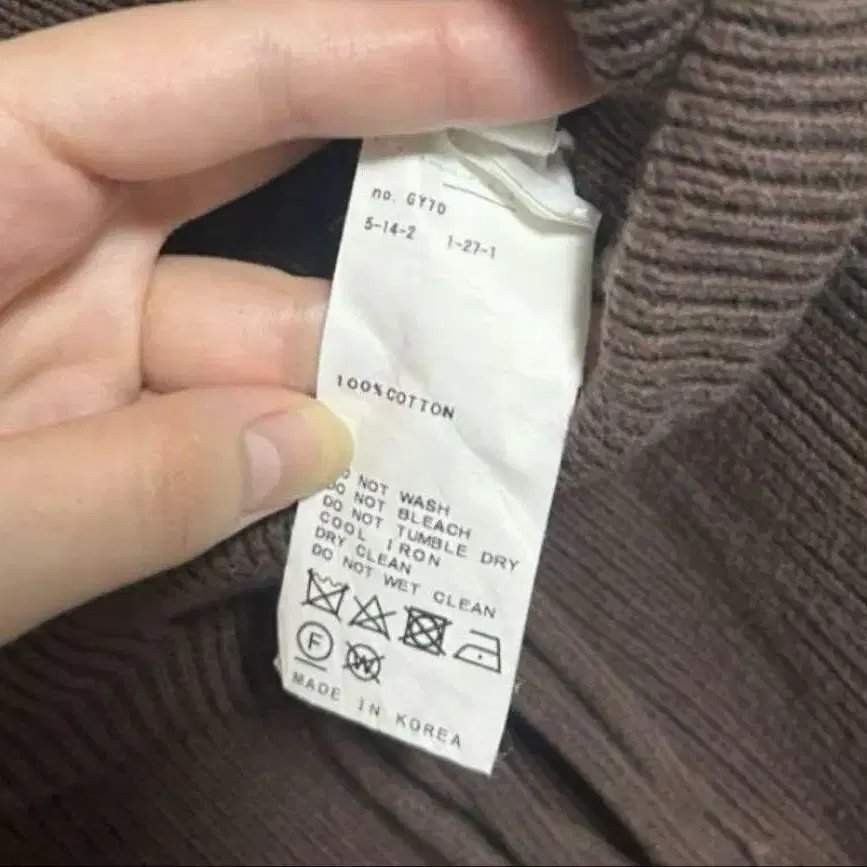 no. GY70
5-14-2 1-27-1
100%COTTON
DO NOT WASH
DO NOT BLEACH
DO NOT TUMBLE DRY
COOL IRON
DRY CLEAN
DO NOT WET CLEAN
F W
MADE IN KOREA